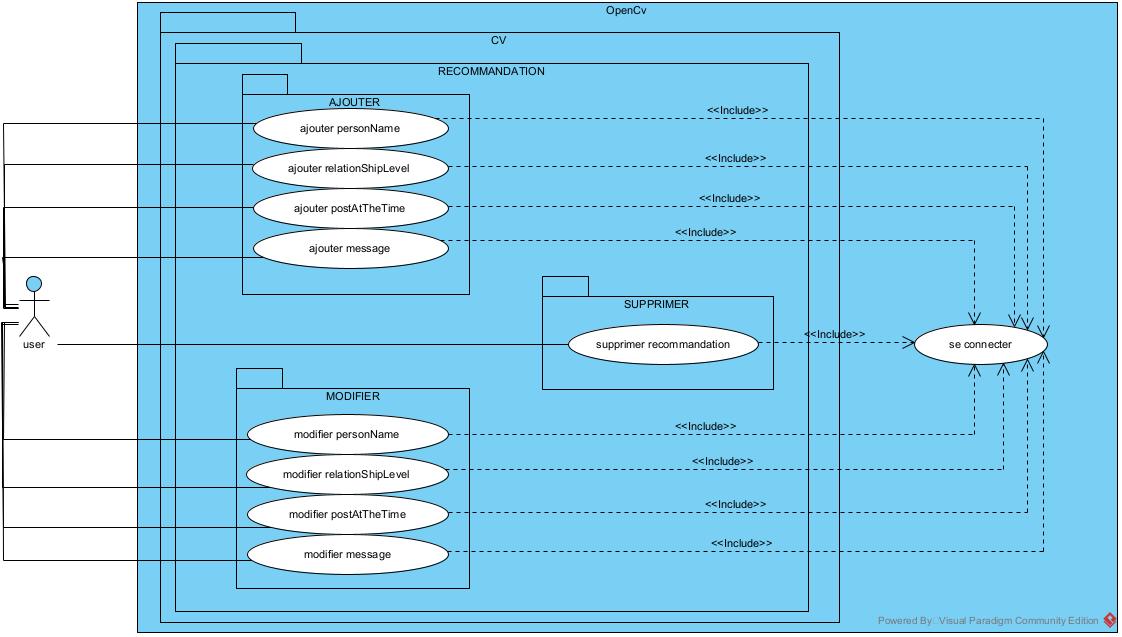 OpenCv
CV
RECOMMANDATION
AJOUTER
ajouter personName
<<Include>>
ajouter relationShipLevel
<<Include>>
ajouter postAtTheTime
<<Include>>
ajouter message
<<Include>>
SUPPRIMER
supprimer recommandation
<<Include>>
se connecter
user
MODIFIER
modifier personName
<<Include>>
modifier relationShipLevel
<<Include>>
modifier postAtTheTime
<<Include>>
modifier message
<<Include>>
Powered By: Visual Paradigm Community Edition